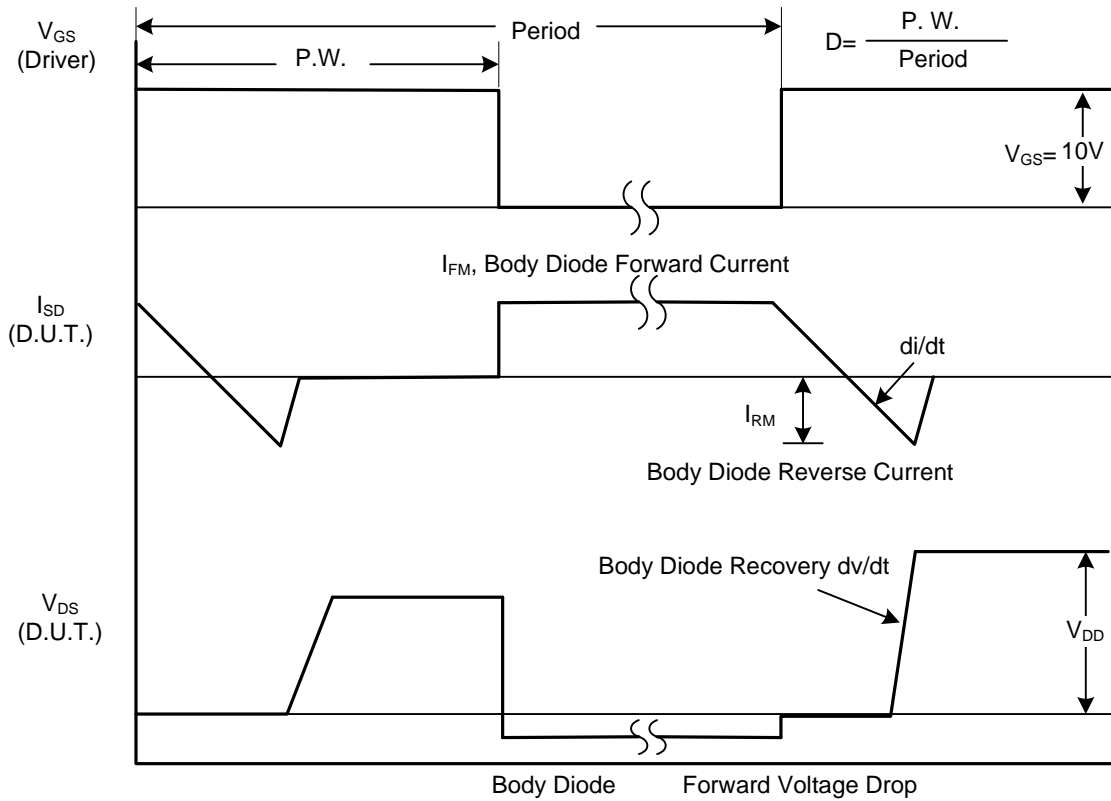 V_GS
(Driver)
Period
P.W.
D= P. W. / Period
V_GS= 10V
I_FM, Body Diode Forward Current
I_SD
(D.U.T.)
di/dt
I_RM
Body Diode Reverse Current
Body Diode Recovery dv/dt
V_DS
(D.U.T.)
V_DD
Body Diode Forward Voltage Drop